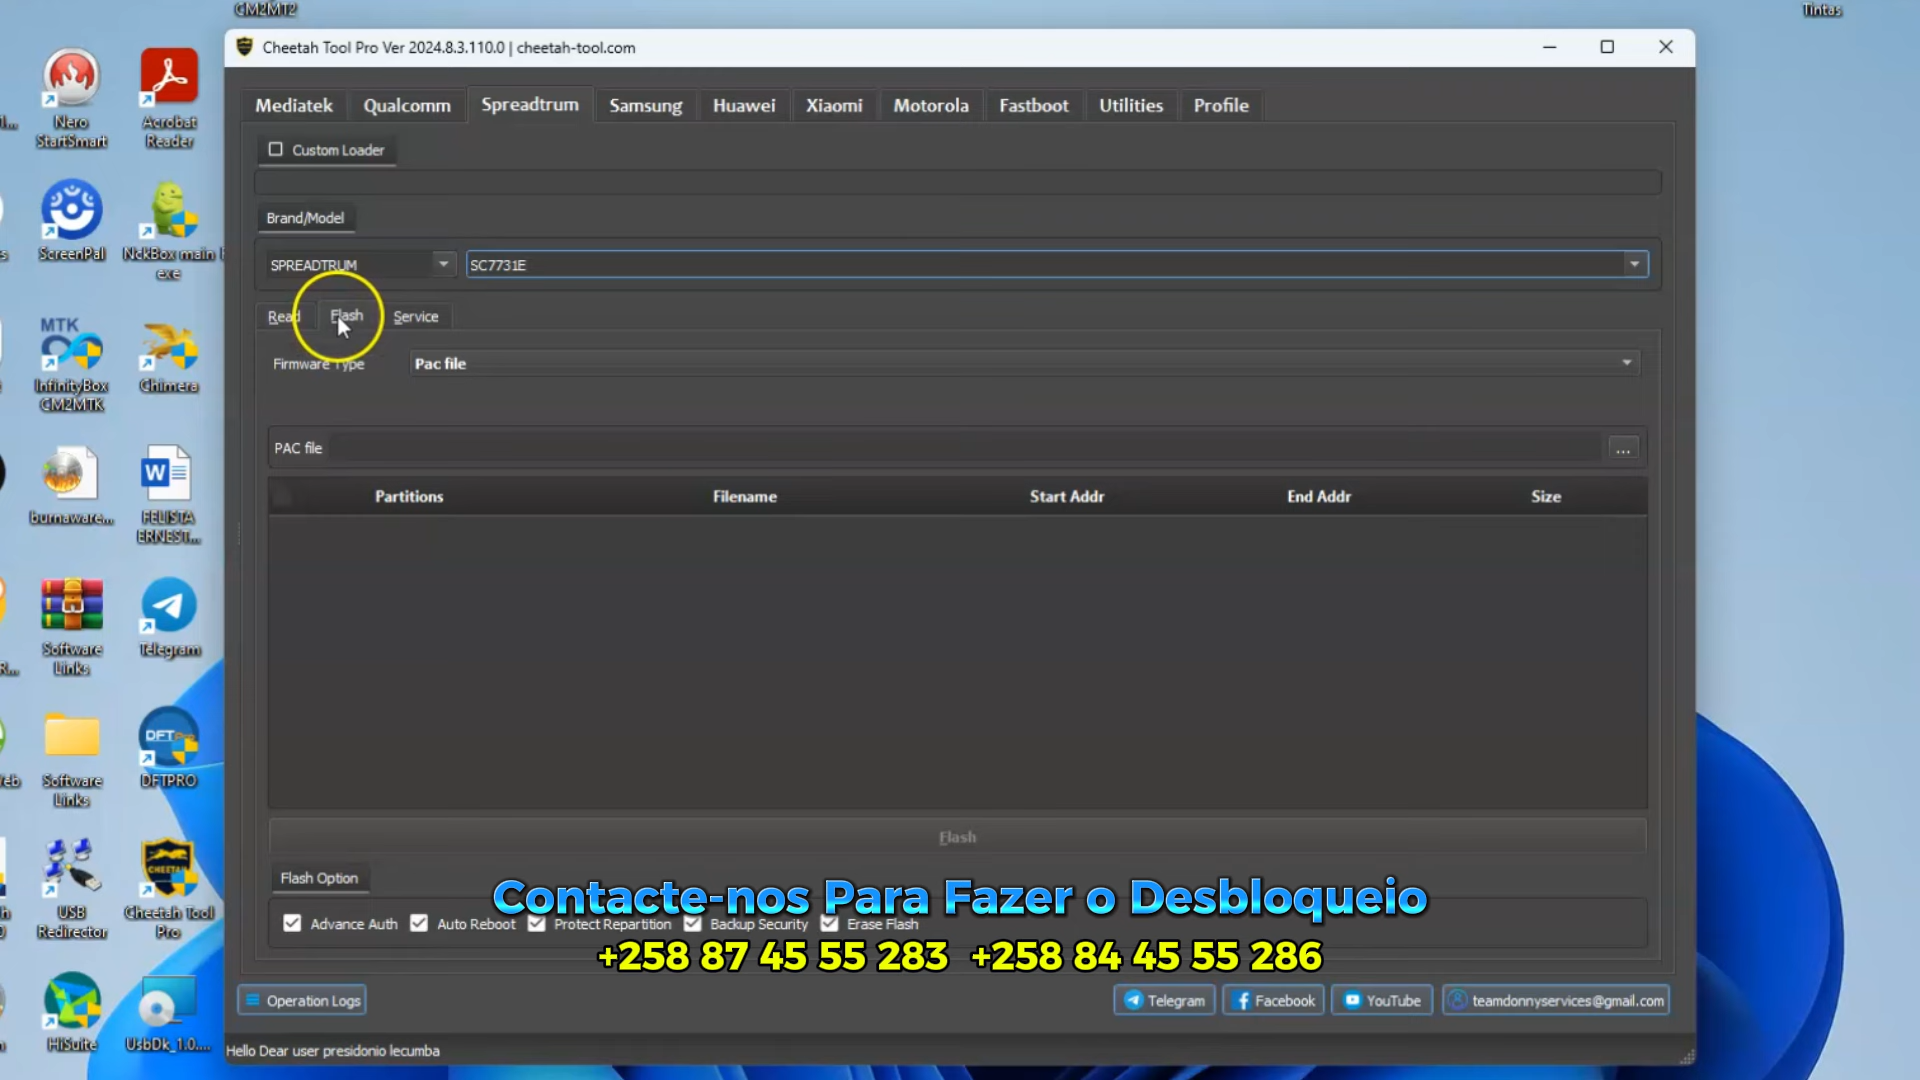 CM2MT2
Tintas
Cheetah Tool Pro Ver 2024.8.3.110.0 | cheetah-tool.com
Mediatek Qualcomm Spreadtrum Samsung Huawei Xiaomi Motorola Fastboot Utilities Profile
Custom Loader
Brand/Model
SPREADTRUM SC7731E
Read Flash Service
Firmware Type Pac file
PAC file ...
Partitions Filename Start Addr End Addr Size
Flash
Flash Option
Contacte-nos Para Fazer o Desbloqueio
Advance Auth Auto Reboot Protect Repartition Backup Security Erase Flash
+258 87 45 55 283 +258 84 45 55 286
Operation Logs Telegram Facebook YouTube teamdonnyservices@gmail.com
Hello Dear user presidonio lecumba
Nero StartSmart
Acrobat Reader
ScreenPal
NckBox main exe
MTK
InfinityBox CM2MTK
Chimera
burnaware...
W
FELISTA ERNEST...
Software Links
Telegram
Software Links
DFTPro
DFTPRO
USB Redirector
CHEETAH
Cheetah Tool Pro
HiSuite
UsbDk_1.0....